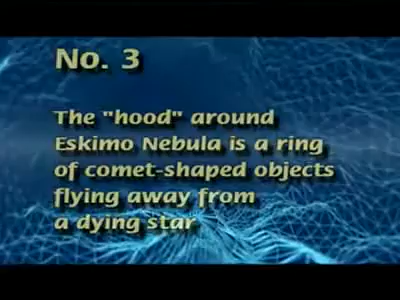 No. 3
The "hood" around
Eskimo Nebula is a ring
of comet-shaped objects
flying away from
a dying star